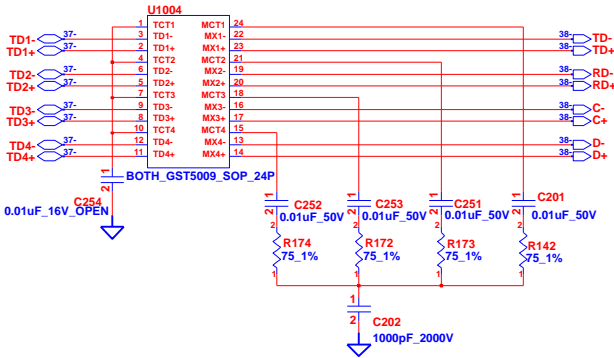 U1004
1 TCT1 MCT1 24
TD1- 37- 3 TD1- MX1- 22 38- TD-
TD1+ 37- 2 TD1+ MX1+ 23 38- TD+
4 TCT2 MCT2 21
TD2- 37- 6 TD2- MX2- 19 38- RD-
TD2+ 37- 5 TD2+ MX2+ 20 38- RD+
7 TCT3 MCT3 18
TD3- 37- 9 TD3- MX3- 16 38- C-
TD3+ 37- 8 TD3+ MX3+ 17 38- C+
10 TCT4 MCT4 15
TD4- 37- 12 TD4- MX4- 13 38- D-
TD4+ 37- 11 TD4+ MX4+ 14 38- D+
BOTH_GST5009_SOP_24P
1 2 C254
0.01uF_16V_OPEN
1 2 C252 1 2 C253 1 2 C251 1 2 C201
0.01uF_50V 0.01uF_50V 0.01uF_50V 0.01uF_50V
2 R174 2 R172 2 R173 2 R142
75_1% 75_1% 75_1% 75_1%
1 1 1 1
1 2 C202
1000pF_2000V